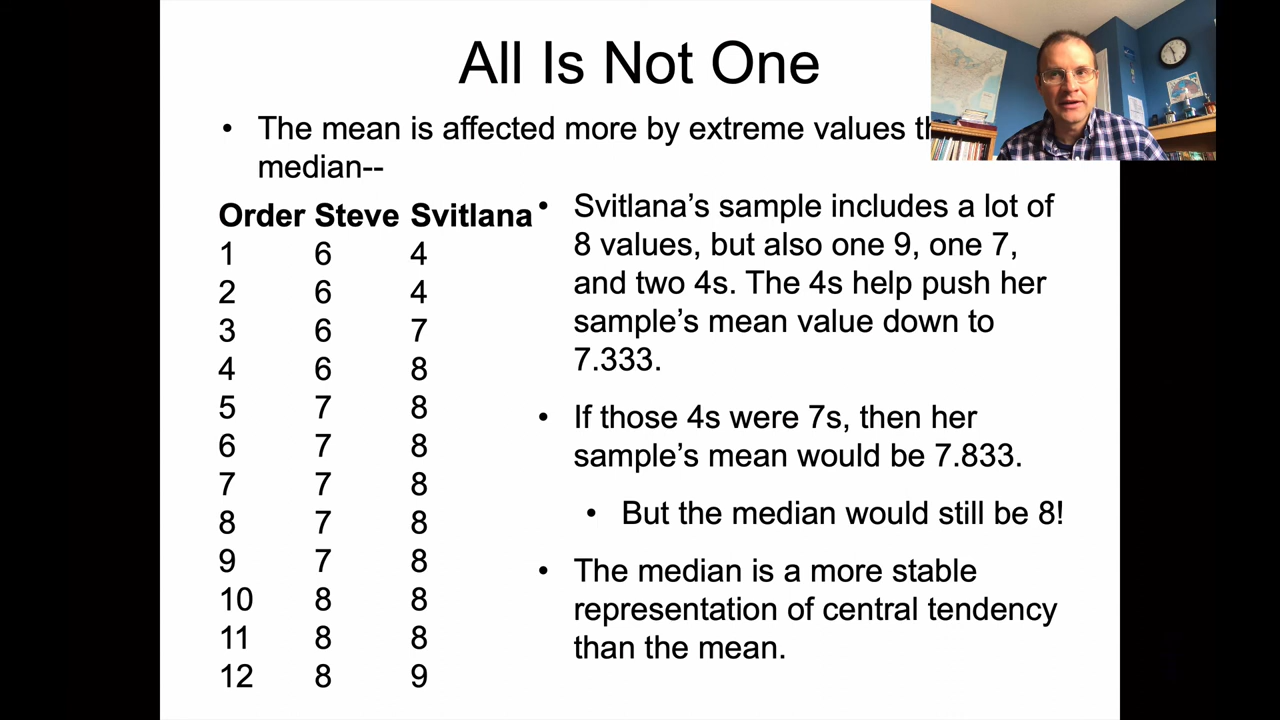 All Is Not One
• The mean is affected more by extreme values
median--
Order Steve Svitlana
1 6 4
2 6 4
3 6 7
4 6 8
5 7 8
6 7 8
7 7 8
8 7 8
9 7 8
10 8 8
11 8 8
12 8 9
• Svitlana’s sample includes a lot of
8 values, but also one 9, one 7,
and two 4s. The 4s help push her
sample’s mean value down to
7.333.
• If those 4s were 7s, then her
sample’s mean would be 7.833.
• But the median would still be 8!
• The median is a more stable
representation of central tendency
than the mean.